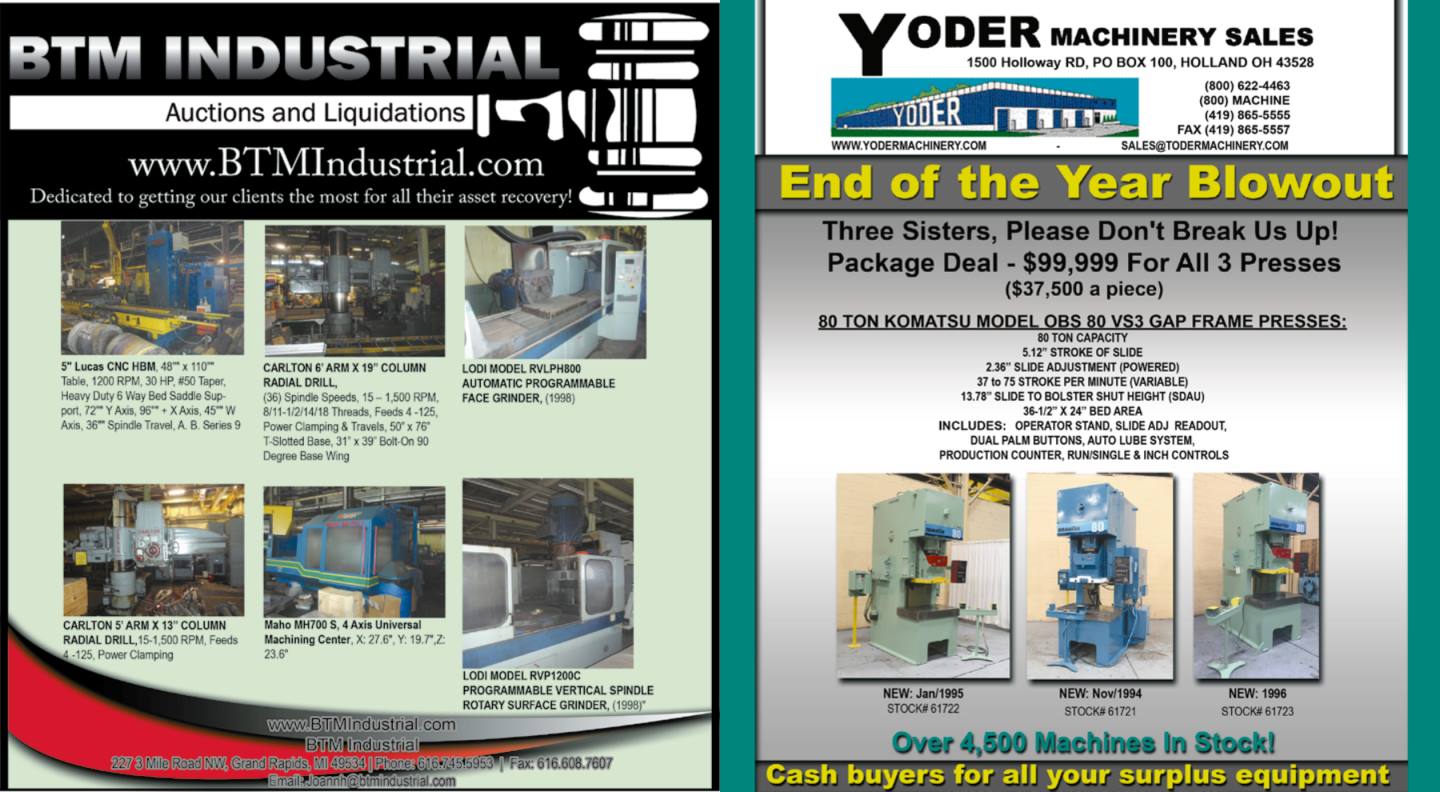 BTM INDUSTRIAL
Auctions and Liquidations
www.BTMIndustrial.com
Dedicated to getting our clients the most for all their asset recovery!
5" Lucas CNC HBM, 48"" x 110""
Table, 1200 RPM, 30 HP, #50 Taper,
Heavy Duty 6 Way Bed Saddle Sup-
port, 72"" Y Axis, 96"" + X Axis, 45"" W
Axis, 36"" Spindle Travel, A. B. Series 9
CARLTON 6' ARM X 19" COLUMN
RADIAL DRILL,
(36) Spindle Speeds, 15 – 1,500 RPM,
8/11-1/2/14/18 Threads, Feeds 4 -125,
Power Clamping & Travels, 50" x 76"
T-Slotted Base, 31" x 39" Bolt-On 90
Degree Base Wing
LODI MODEL RVLPH800
AUTOMATIC PROGRAMMABLE
FACE GRINDER, (1998)
CARLTON 5' ARM X 13" COLUMN
RADIAL DRILL,15-1,500 RPM, Feeds
4 -125, Power Clamping
Maho MH700 S, 4 Axis Universal
Machining Center, X: 27.6", Y: 19.7",Z:
23.6"
LODI MODEL RVP1200C
PROGRAMMABLE VERTICAL SPINDLE
ROTARY SURFACE GRINDER, (1998)"
www.BTMIndustrial.com
BTM Industrial
227 3 Mile Road NW, Grand Rapids, MI 49534 | Phone: 616.745.5953 | Fax: 616.608.7607
Email: Joannh@btmindustrial.com
YODER MACHINERY SALES
1500 Holloway RD, PO BOX 100, HOLLAND OH 43528
YODER
(800) 622-4463
(800) MACHINE
(419) 865-5555
FAX (419) 865-5557
WWW.YODERMACHINERY.COM - SALES@TODERMACHINERY.COM
End of the Year Blowout
Three Sisters, Please Don't Break Us Up!
Package Deal - $99,999 For All 3 Presses
($37,500 a piece)
80 TON KOMATSU MODEL OBS 80 VS3 GAP FRAME PRESSES:
80 TON CAPACITY
5.12" STROKE OF SLIDE
2.36" SLIDE ADJUSTMENT (POWERED)
37 to 75 STROKE PER MINUTE (VARIABLE)
13.78" SLIDE TO BOLSTER SHUT HEIGHT (SDAU)
36-1/2" X 24" BED AREA
INCLUDES: OPERATOR STAND, SLIDE ADJ READOUT,
DUAL PALM BUTTONS, AUTO LUBE SYSTEM,
PRODUCTION COUNTER, RUN/SINGLE & INCH CONTROLS
80
80
80
NEW: Jan/1995
STOCK# 61722
NEW: Nov/1994
STOCK# 61721
NEW: 1996
STOCK# 61723
Over 4,500 Machines In Stock!
Cash buyers for all your surplus equipment